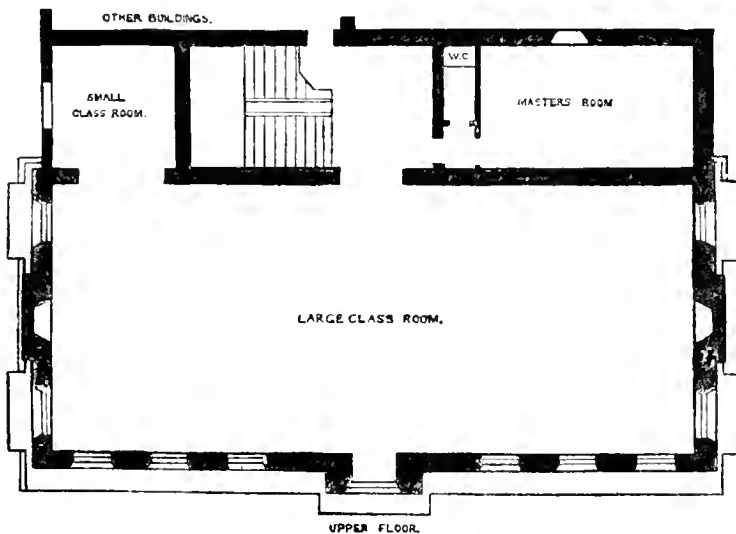 OTHER BUILDINGS.
SMALL
CLASS ROOM.
W.C
MASTERS ROOM
LARGE CLASS ROOM.
UPPER FLOOR.